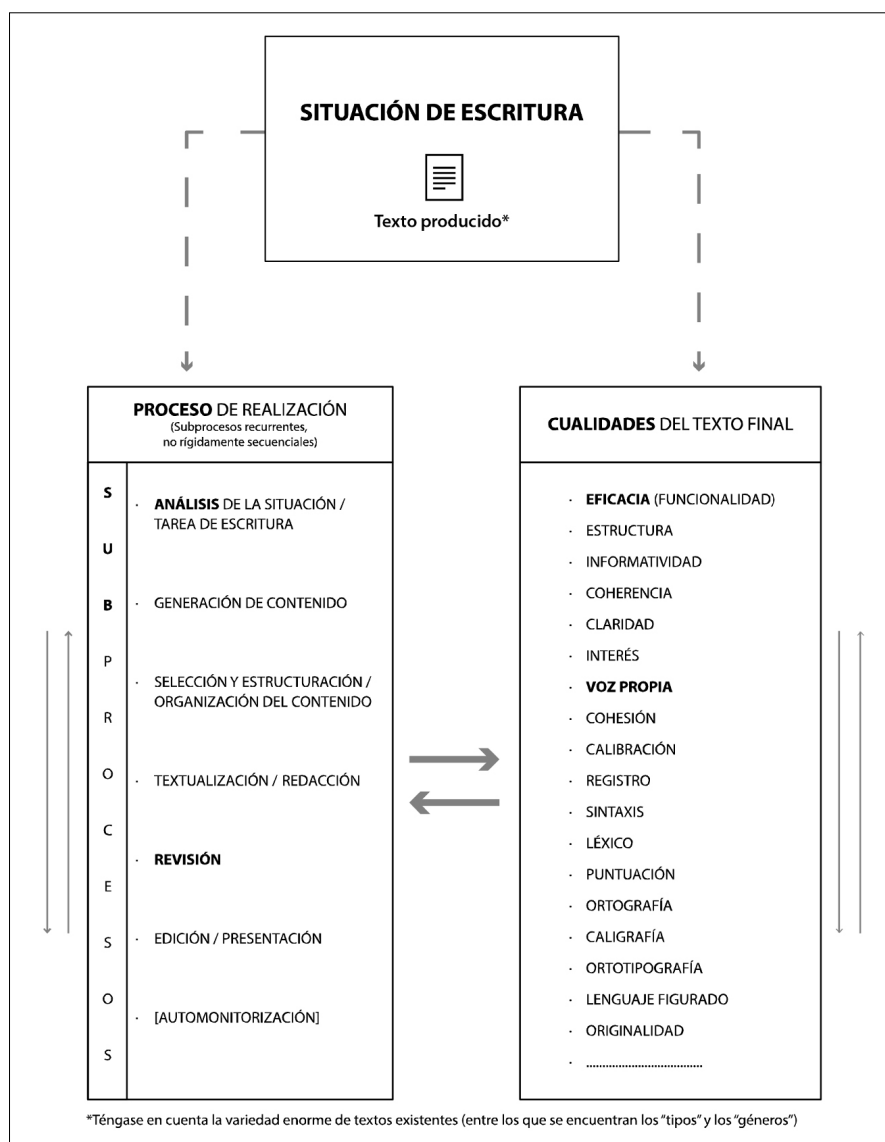 SITUACIÓN DE ESCRITURA
Texto producido*
PROCESO DE REALIZACIÓN
(Subprocesos recurrentes,
no rígidamente secuenciales)
SUBPROCESOS
· ANÁLISIS DE LA SITUACIÓN /
TAREA DE ESCRITURA
· GENERACIÓN DE CONTENIDO
· SELECCIÓN Y ESTRUCTURACIÓN /
ORGANIZACIÓN DEL CONTENIDO
· TEXTUALIZACIÓN / REDACCIÓN
· REVISIÓN
· EDICIÓN / PRESENTACIÓN
· [AUTOMONITORIZACIÓN]
CUALIDADES DEL TEXTO FINAL
· EFICACIA (FUNCIONALIDAD)
· ESTRUCTURA
· INFORMATIVIDAD
· COHERENCIA
· CLARIDAD
· INTERÉS
· VOZ PROPIA
· COHESIÓN
· CALIBRACIÓN
· REGISTRO
· SINTAXIS
· LÉXICO
· PUNTUACIÓN
· ORTOGRAFÍA
· CALIGRAFÍA
· ORTOTIPOGRAFÍA
· LENGUAJE FIGURADO
· ORIGINALIDAD
· ....................................
*Téngase en cuenta la variedad enorme de textos existentes (entre los que se encuentran los "tipos" y los "géneros")